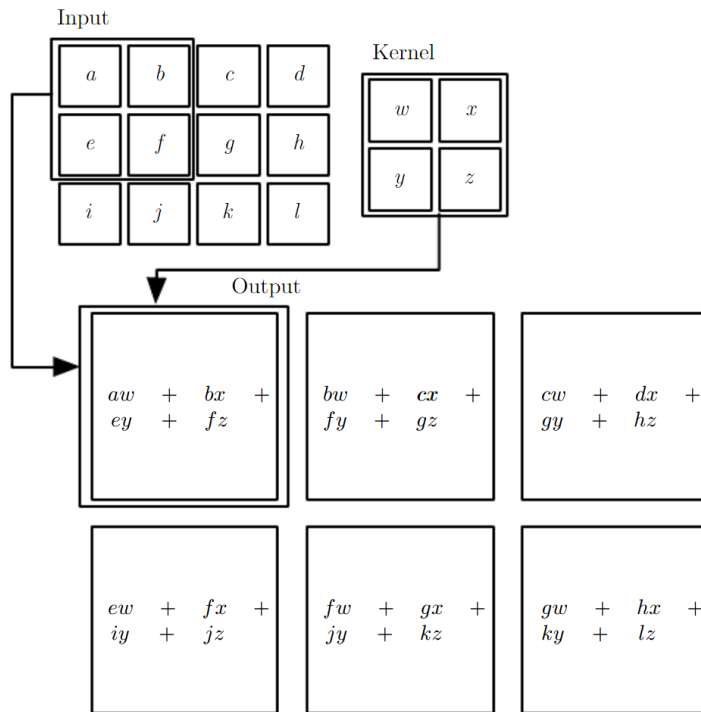 Input
a b c d
e f g h
i j k l
Kernel
w x
y z
Output
aw + bx +
ey + fz
bw + cx +
fy + gz
cw + dx +
gy + hz
ew + fx +
iy + jz
fw + gx +
jy + kz
gw + hx +
ky + lz